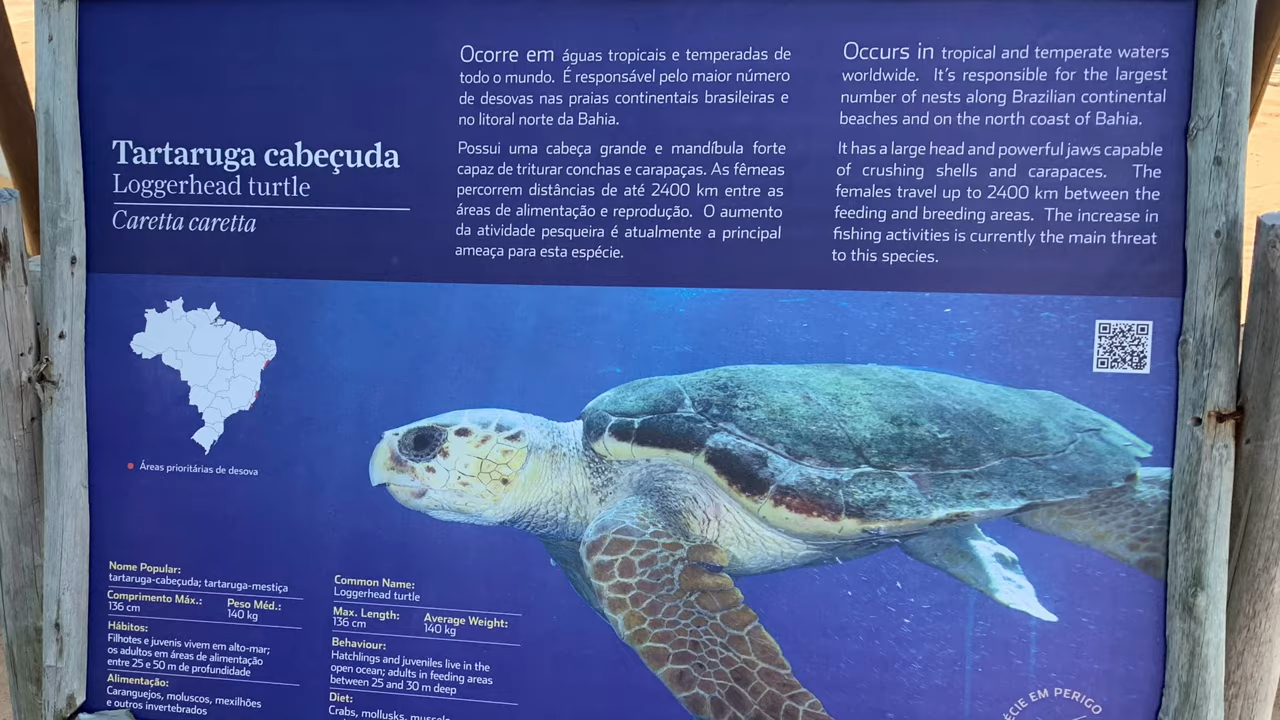 Tartaruga cabeçuda
Loggerhead turtle
Caretta caretta
Ocorre em águas tropicais e temperadas de
todo o mundo. É responsável pelo maior número
de desovas nas praias continentais brasileiras e
no litoral norte da Bahia.
Possui uma cabeça grande e mandíbula forte
capaz de triturar conchas e carapaças. As fêmeas
percorrem distâncias de até 2400 km entre as
áreas de alimentação e reprodução. O aumento
da atividade pesqueira é atualmente a principal
ameaça para esta espécie.
Occurs in tropical and temperate waters
worldwide. It's responsible for the largest
number of nests along Brazilian continental
beaches and on the north coast of Bahia.
It has a large head and powerful jaws capable
of crushing shells and carapaces. The
females travel up to 2400 km between the
feeding and breeding areas. The increase in
fishing activities is currently the main threat
to this species.
Áreas prioritárias de desova
Nome Popular:
tartaruga-cabeçuda; tartaruga-mestiça
Comprimento Máx.: Peso Méd.:
136 cm 140 kg
Hábitos:
Filhotes e juvenis vivem em alto-mar;
os adultos em áreas de alimentação
entre 25 e 50 m de profundidade
Alimentação:
Caranguejos, moluscos, mexilhões
e outros invertebrados
Common Name:
Loggerhead turtle
Max. Length: Average Weight:
136 cm 140 kg
Behaviour:
Hatchlings and juveniles live in the
open ocean; adults in feeding areas
between 25 and 30 m deep
Diet:
Crabs, mollusks, mussels
ÉCIE EM PERIGO